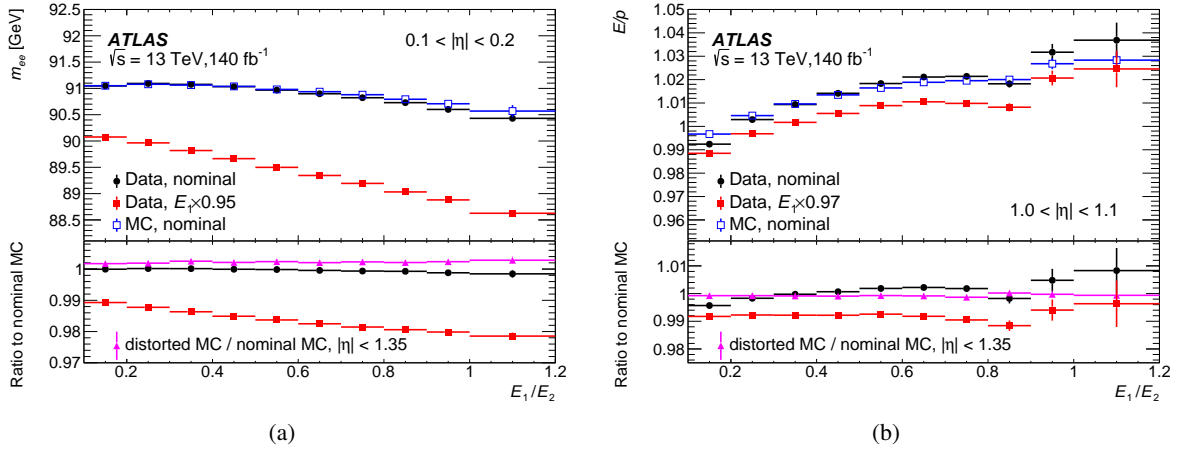 m_ee [GeV]
92.5
92
91.5
91
90.5
90
89.5
89
88.5
ATLAS
√s = 13 TeV,140 fb⁻¹
0.1 < |η| < 0.2
Data, nominal
Data, E₁×0.95
MC, nominal
Ratio to nominal MC
1
0.99
0.98
0.97
distorted MC / nominal MC, |η| < 1.35
0.2 0.4 0.6 0.8 1 1.2
E₁/E₂
(a)
E/p
1.04
1.03
1.02
1.01
1
0.99
0.98
0.97
0.96
ATLAS
√s = 13 TeV,140 fb⁻¹
Data, nominal
Data, E₁×0.97
MC, nominal
1.0 < |η| < 1.1
Ratio to nominal MC
1.01
1
0.99
0.98
distorted MC / nominal MC, |η| < 1.35
0.2 0.4 0.6 0.8 1 1.2
E₁/E₂
(b)